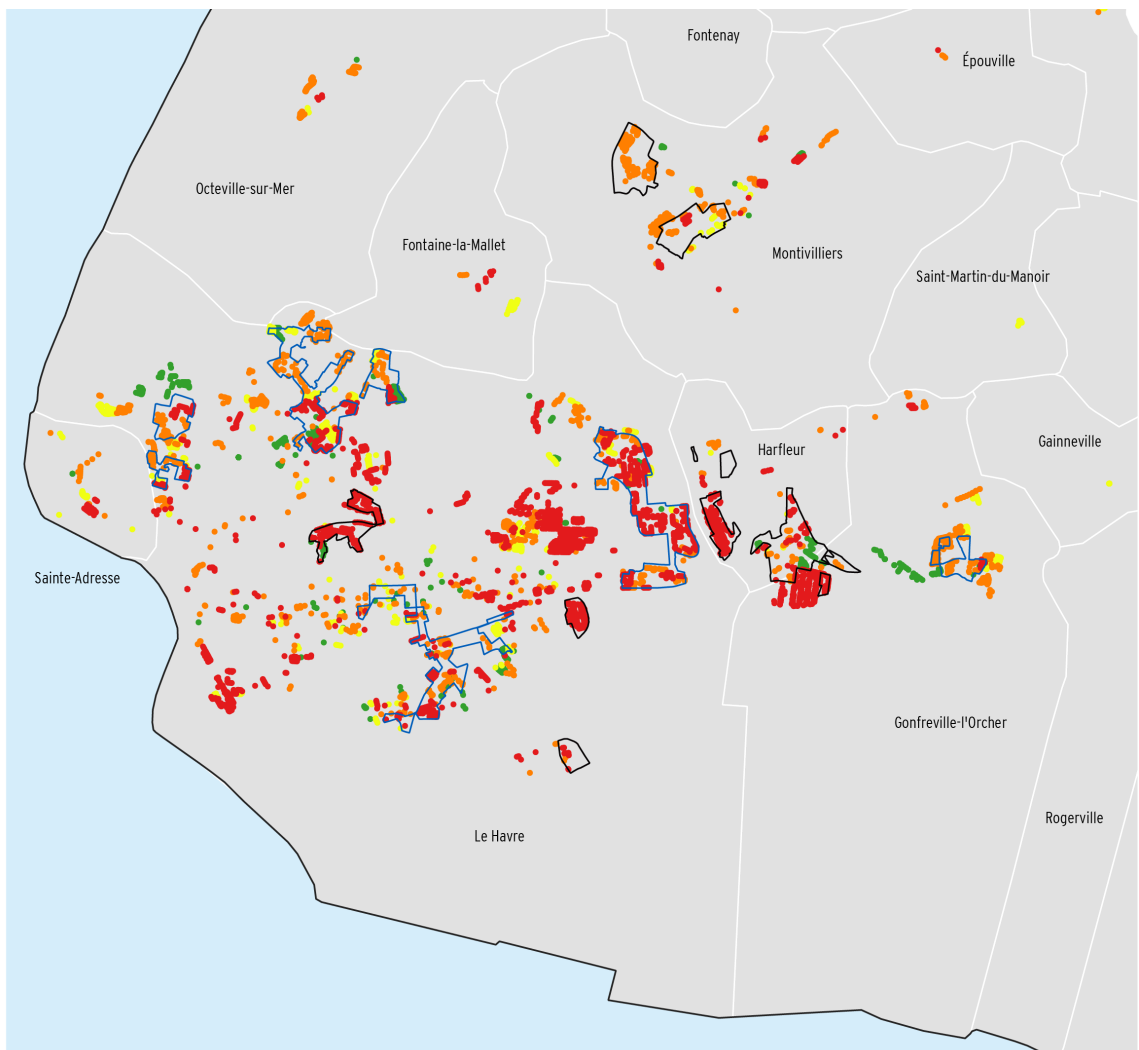 Fontenay
Épouville
Octeville-sur-Mer
Fontaine-la-Mallet
Montivilliers
Saint-Martin-du-Manoir
Harfleur
Gainneville
Sainte-Adresse
Gonfreville-l'Orcher
Rogerville
Le Havre